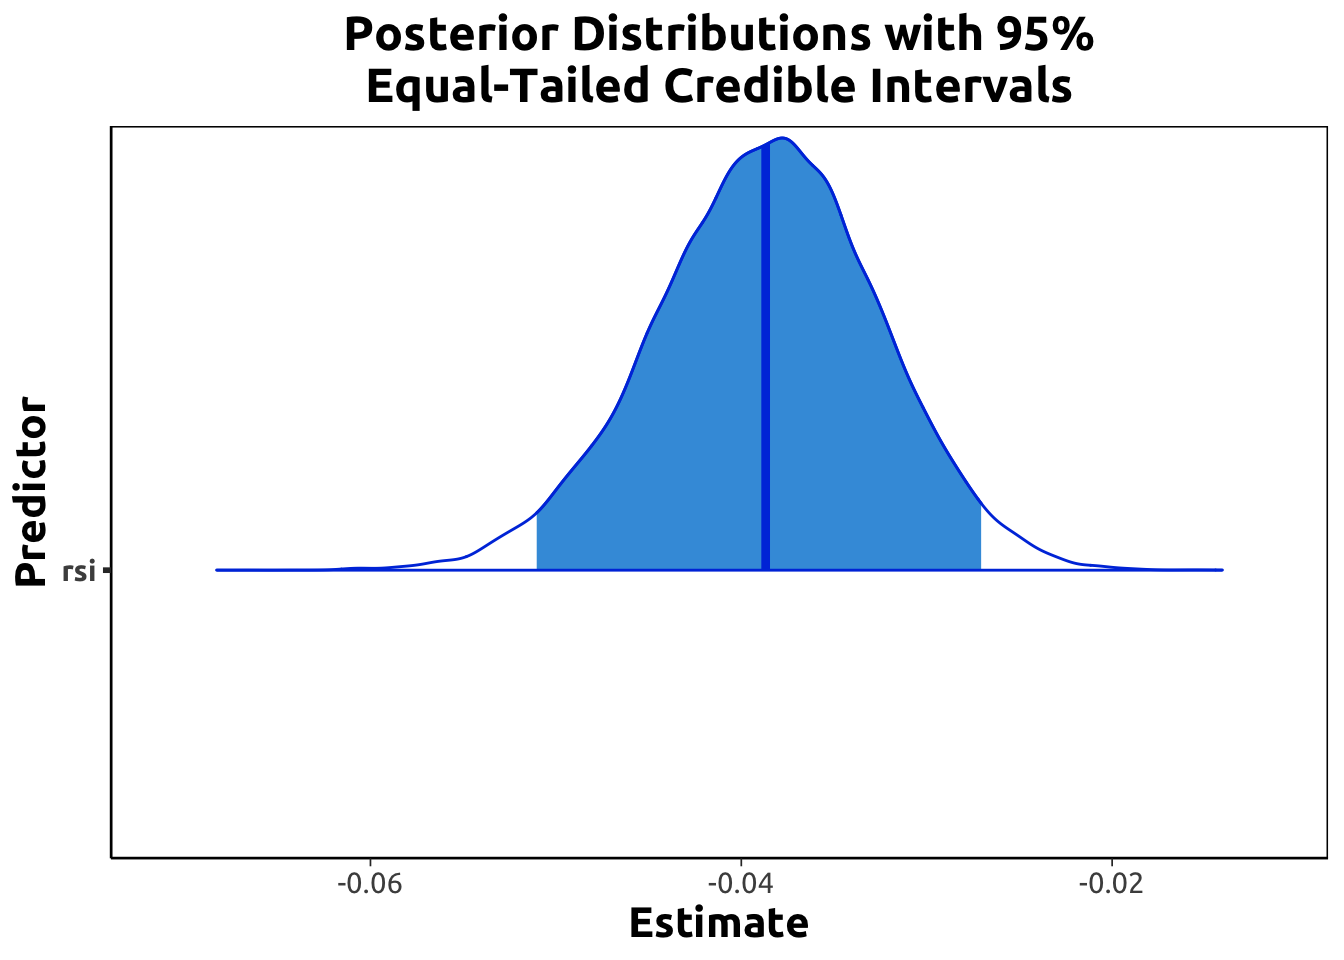 Posterior Distributions with 95%
Equal-Tailed Credible Intervals
Predictor
rsi
-0.06
-0.04
-0.02
Estimate